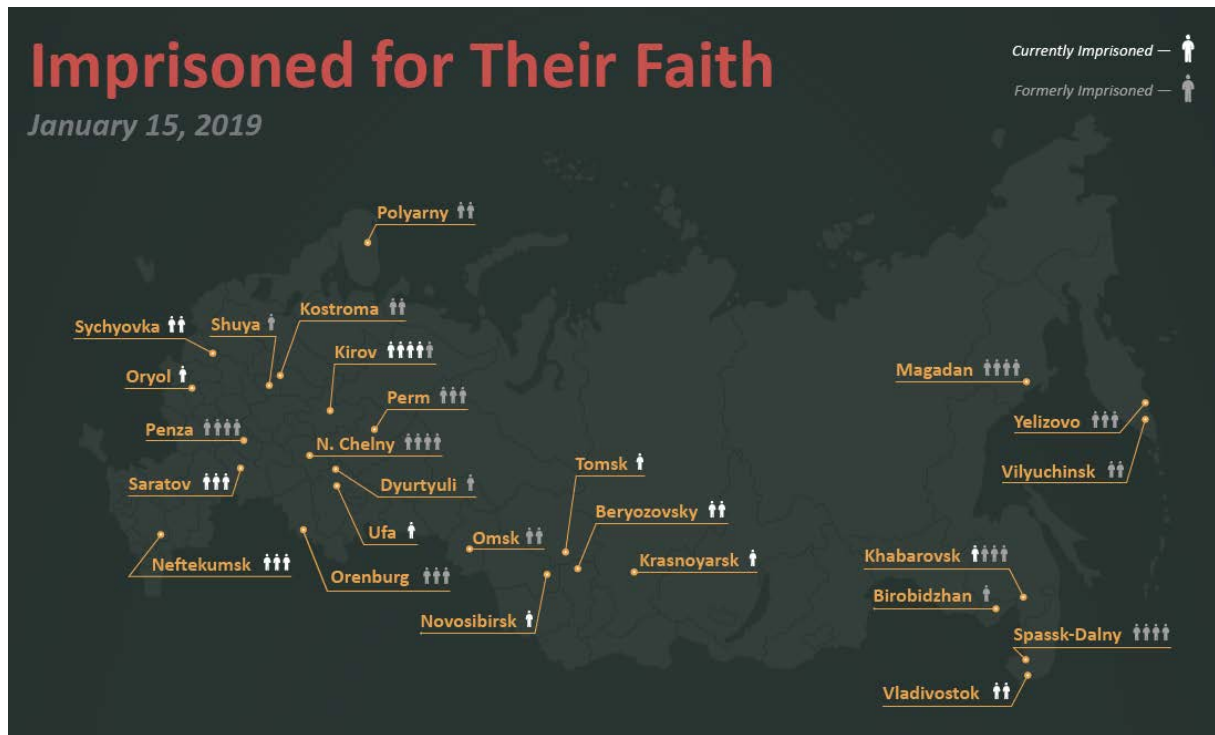 Imprisoned for Their Faith
January 15, 2019
Currently Imprisoned —
Formerly Imprisoned —
Polyarny
Kostroma
Sychyovka
Shuya
Kirov
Oryol
Magadan
Perm
Yelizovo
Penza
N. Chelny
Tomsk
Vilyuchinsk
Saratov
Dyurtyuli
Beryozovsky
Ufa
Omsk
Khabarovsk
Neftekumsk
Krasnoyarsk
Orenburg
Birobidzhan
Novosibirsk
Spassk-Dalny
Vladivostok